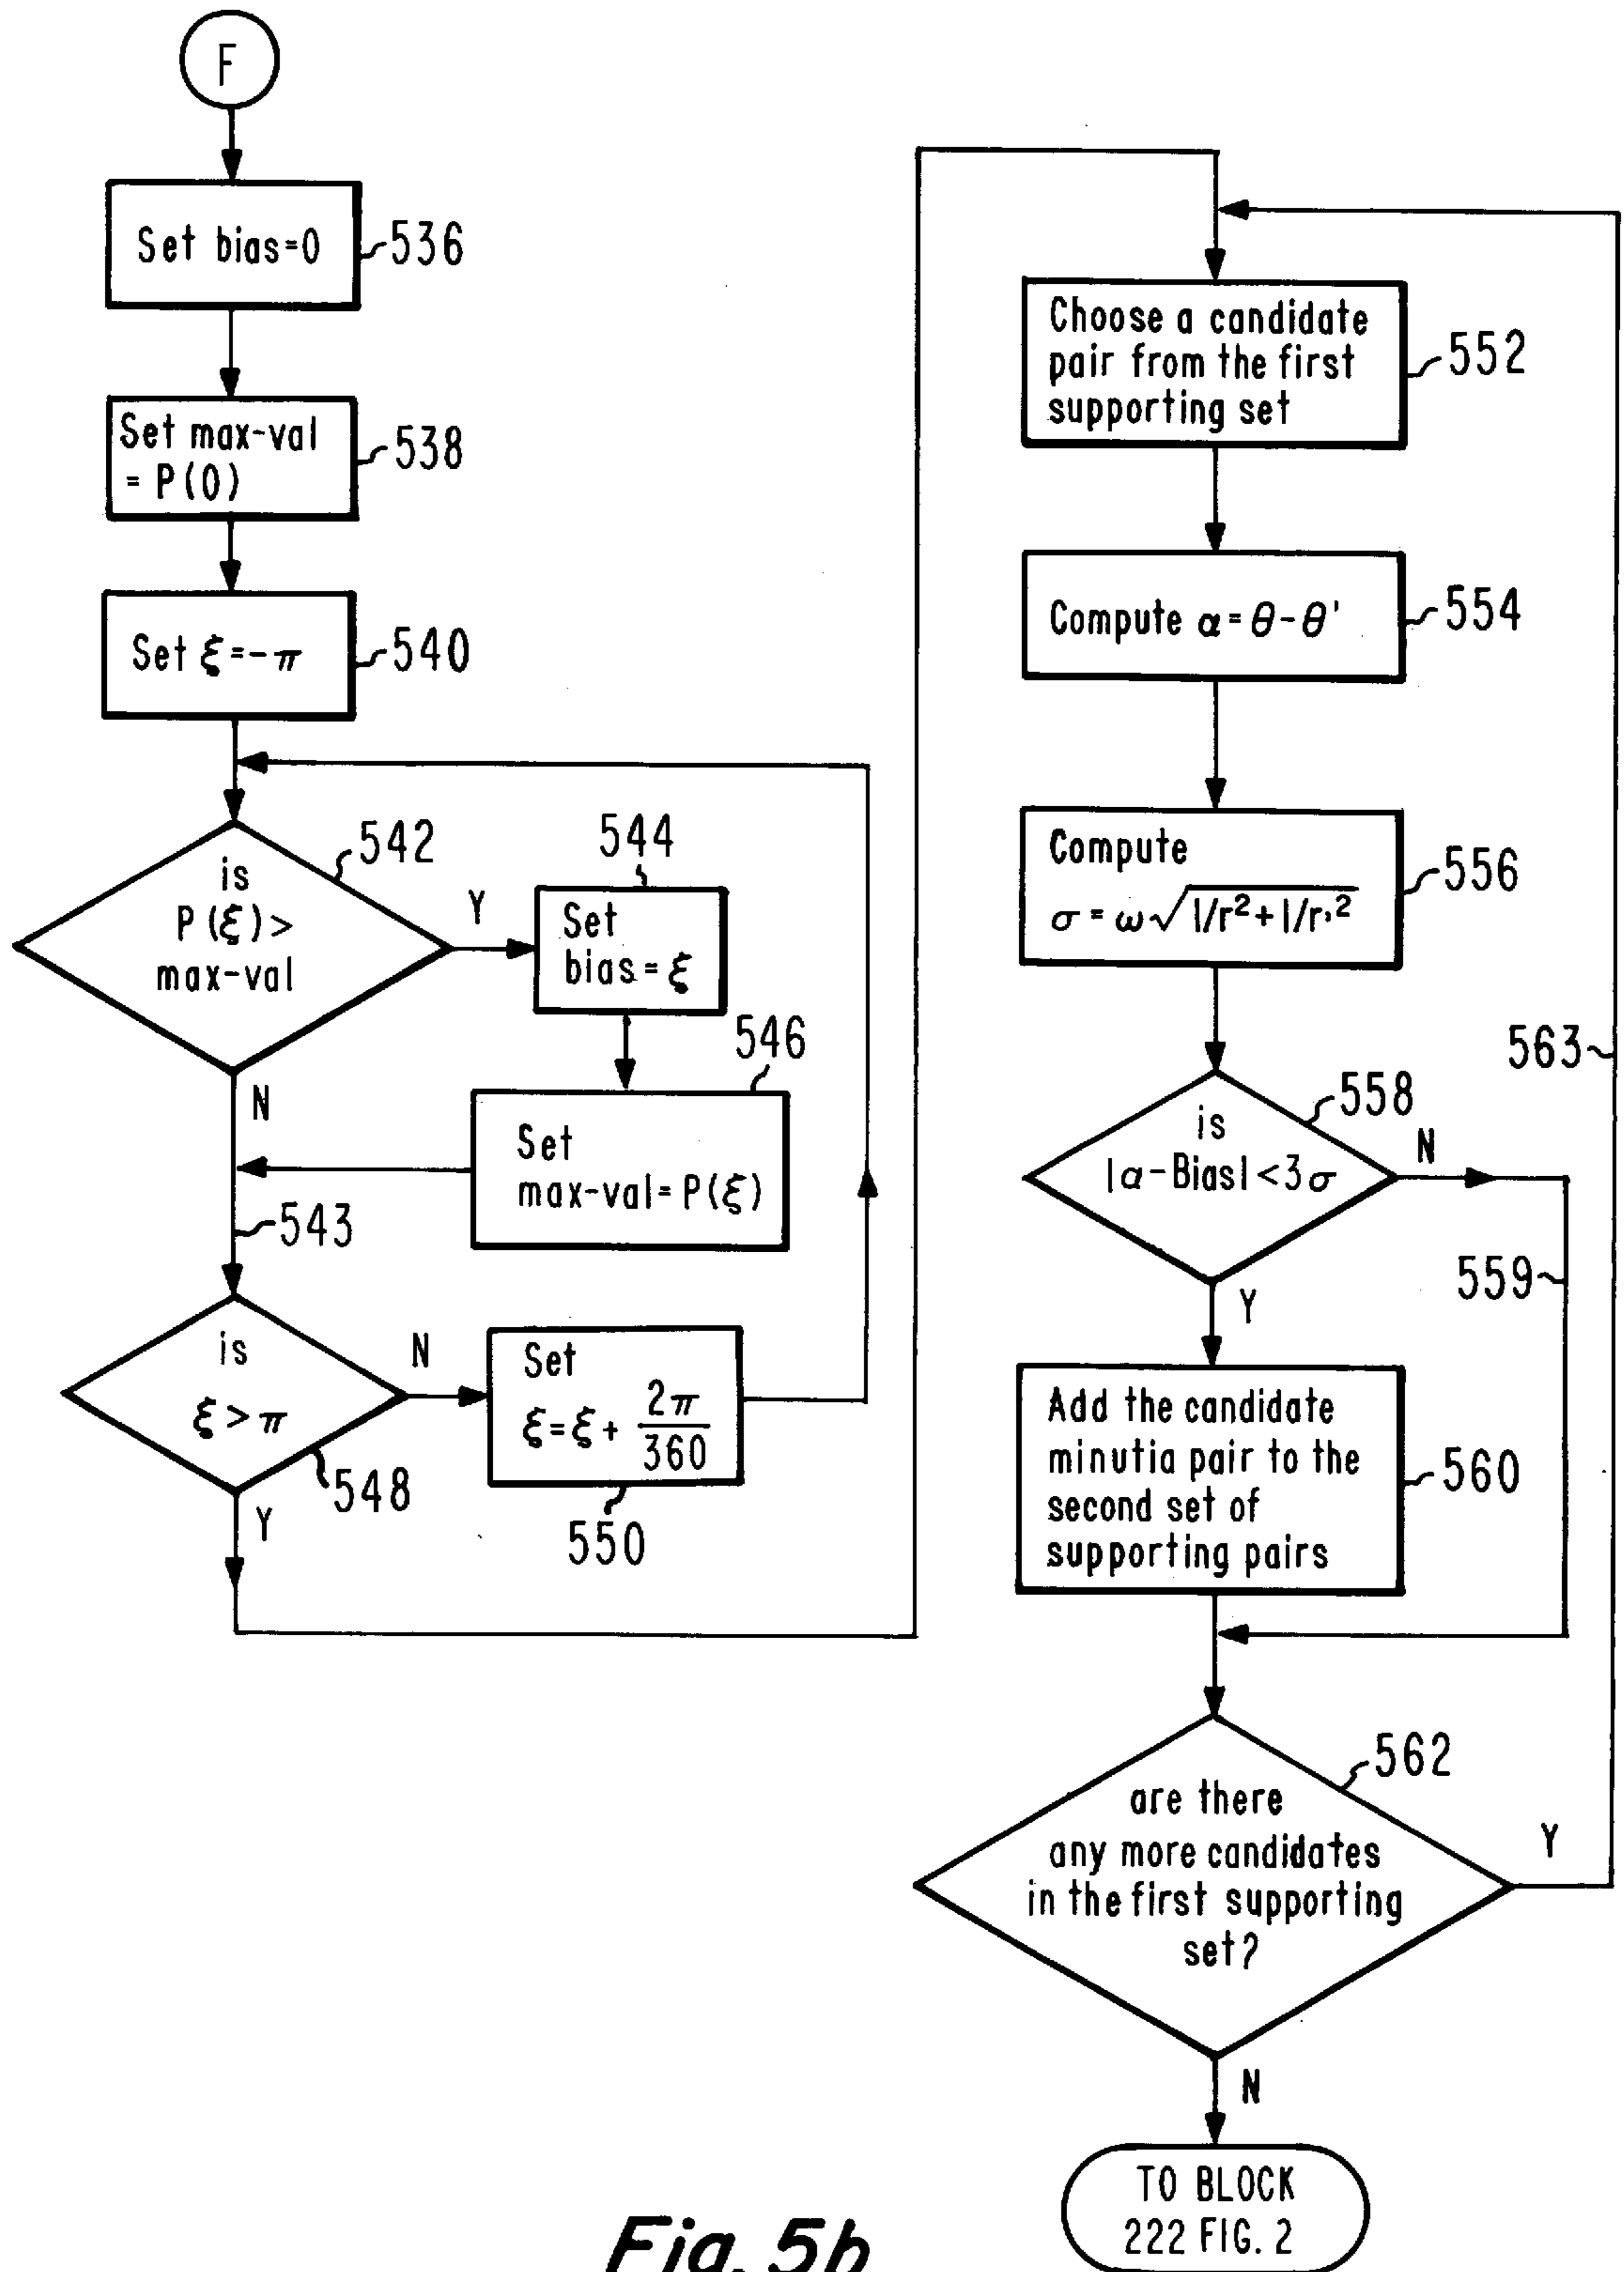 F
Set bias=0
536
Set max-val
= P(0)
538
Set ξ=-π
540
is
P(ξ)>
max-val
542
Y
N
544
Set
bias=ξ
546
Set
max-val=P(ξ)
543
is
ξ>π
548
N
Y
Set
ξ=ξ+ 2π/360
550
Choose a candidate
pair from the first
supporting set
552
Compute α=θ-θ'
554
Compute
σ=ω√1/r²+1/r'²
556
is
|α-Bias|<3σ
558
N
Y
559
563
Add the candidate
minutia pair to the
second set of
supporting pairs
560
are there
any more candidates
in the first supporting
set?
562
Y
N
TO BLOCK
222 FIG. 2
Fig. 5b